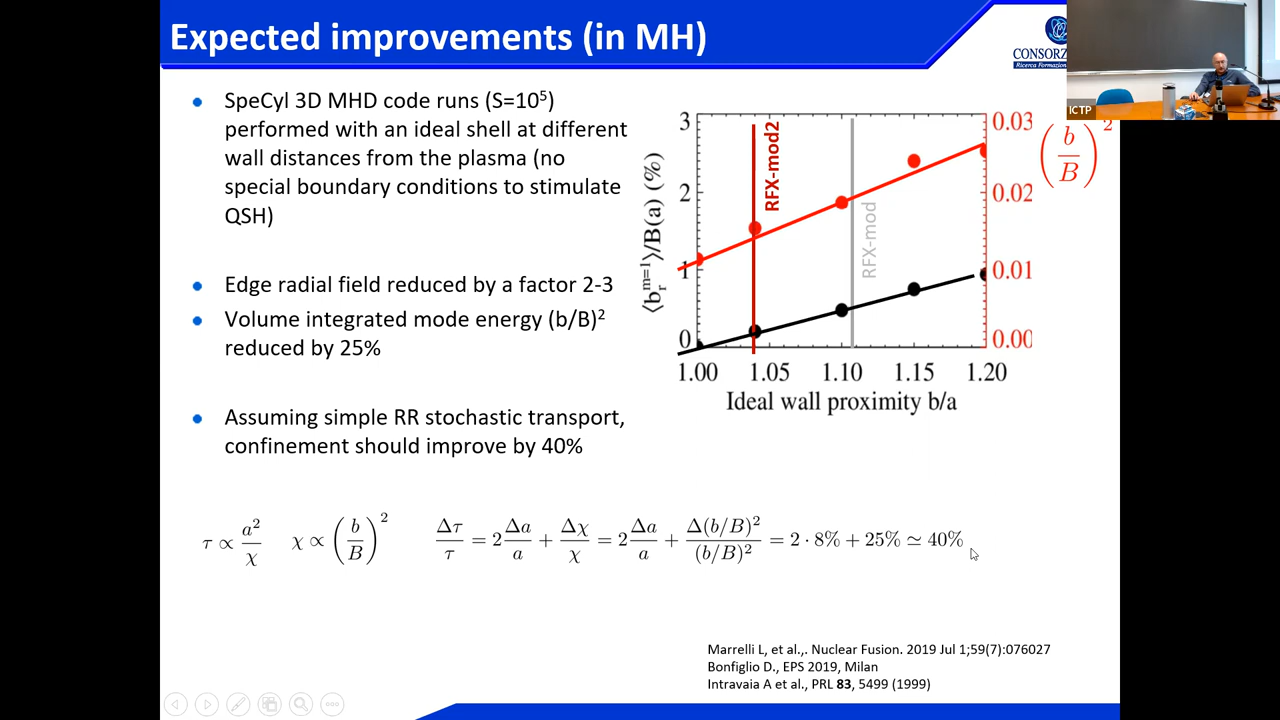 Expected improvements (in MH)
CONSORZ
Ricerca Formazion
ICTP
SpeCyl 3D MHD code runs (S=10⁵)
performed with an ideal shell at different
wall distances from the plasma (no
special boundary conditions to stimulate
QSH)
Edge radial field reduced by a factor 2-3
Volume integrated mode energy (b/B)²
reduced by 25%
Assuming simple RR stochastic transport,
confinement should improve by 40%
⟨b_r^{m=1}⟩/B(a) (%)
3
2
1
0
RFX-mod2
RFX-mod
0.03
0.02
0.01
0.00
(b/B)²
1.00 1.05 1.10 1.15 1.20
Ideal wall proximity b/a
τ ∝ a²/χ χ ∝ (b/B)² Δτ/τ = 2 Δa/a + Δχ/χ = 2 Δa/a + Δ(b/B)²/(b/B)² = 2 · 8% + 25% ≃ 40%
Marrelli L, et al.,. Nuclear Fusion. 2019 Jul 1;59(7):076027
Bonfiglio D., EPS 2019, Milan
Intravaia A et al., PRL 83, 5499 (1999)